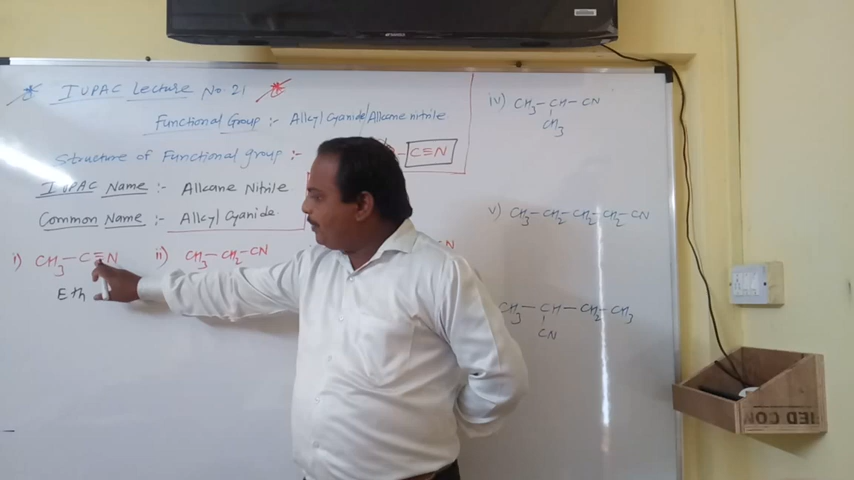 IUPAC Lecture No. 21
Functional Group :- Alkyl Cyanide/Alkane nitrile
Structure of Functional group :- – C≡N
IUPAC Name :- Alkane Nitrile
Common Name :- Alkyl Cyanide.
i) CH3–C≡N ii) CH3–CH2–CN
Eth
iv) CH3–CH–CN
CH3
v) CH3–CH2–CH2–CH2–CN
CH3–CH–CH2–CH3
CN
IED CO